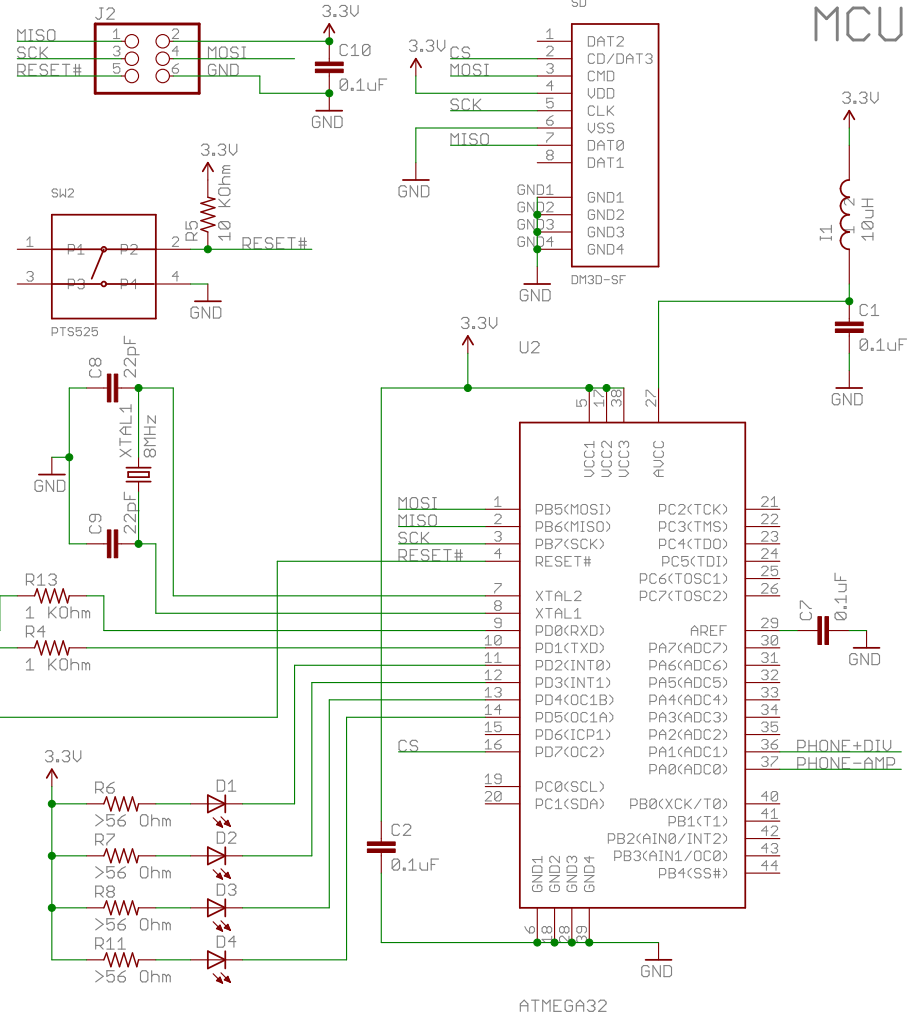 MCU
J2
MISO 1 2
SCK 3 4 MOSI
RESET# 5 6 GND
3.3V
C10
0.1uF
GND
SD
3.3V
1 DAT2
CS 2 CD/DAT3
MOSI 3 CMD
4 VDD
SCK 5 CLK
6 VSS
MISO 7 DAT0
8 DAT1
GND
GND1 GND1
GND2 GND2
GND3 GND3
GND4 GND4
GND
DM3D-SF
3.3V
I1
1 2
10uH
C1
0.1uF
GND
SW2
3.3V
R5
10 KOhm
1 P1 P2 2 RESET#
3 P3 P4 4
GND
PTS525
C8
22pF
XTAL1
8MHz
GND
C9
22pF
R13
1 KOhm
R4
1 KOhm
3.3V
R6 D1
>56 Ohm
R7 D2
>56 Ohm
R8 D3
>56 Ohm
R11 D4
>56 Ohm
3.3V
U2
5 17 38 27
VCC1 VCC2 VCC3 AVCC
MOSI 1 PB5(MOSI)
MISO 2 PB6(MISO)
SCK 3 PB7(SCK)
RESET# 4 RESET#
7 XTAL2
8 XTAL1
9 PD0(RXD)
10 PD1(TXD)
11 PD2(INT0)
12 PD3(INT1)
13 PD4(OC1B)
14 PD5(OC1A)
15 PD6(ICP1)
CS 16 PD7(OC2)
19 PC0(SCL)
20 PC1(SDA)
PC2(TCK) 21
PC3(TMS) 22
PC4(TDO) 23
PC5(TDI) 24
PC6(TOSC1) 25
PC7(TOSC2) 26
AREF 29
PA7(ADC7) 30
PA6(ADC6) 31
PA5(ADC5) 32
PA4(ADC4) 33
PA3(ADC3) 34
PA2(ADC2) 35
PA1(ADC1) 36 PHONE+DIV
PA0(ADC0) 37 PHONE-AMP
PB0(XCK/T0) 40
PB1(T1) 41
PB2(AIN0/INT2) 42
PB3(AIN1/OC0) 43
PB4(SS#) 44
C7
0.1uF
GND
C2
0.1uF
GND1 GND2 GND3 GND4
6 18 28 39
GND
ATMEGA32